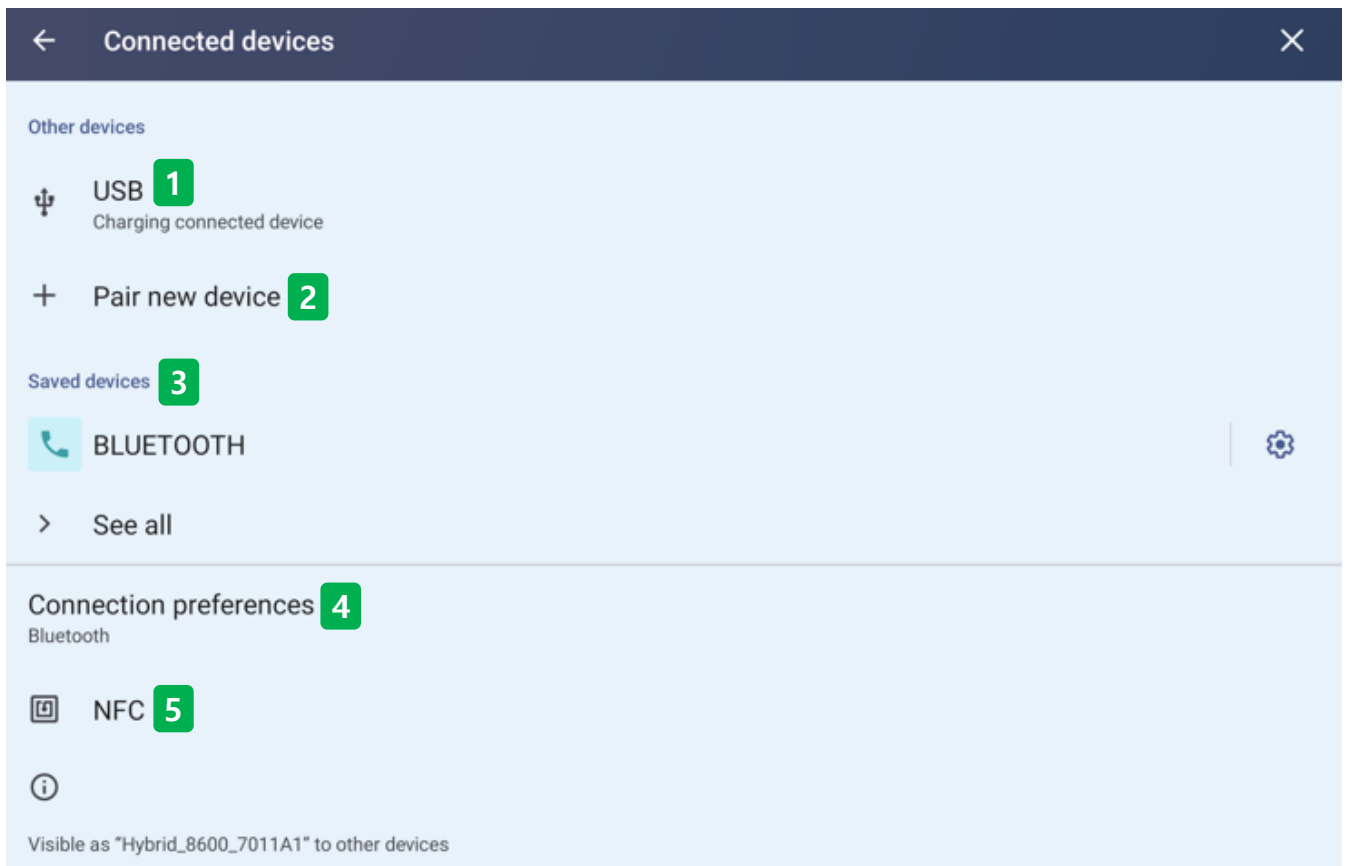 Connected devices
Other devices
USB 1
Charging connected device
Pair new device 2
Saved devices 3
BLUETOOTH
See all
Connection preferences 4
Bluetooth
NFC 5
Visible as “Hybrid_8600_7011A1” to other devices